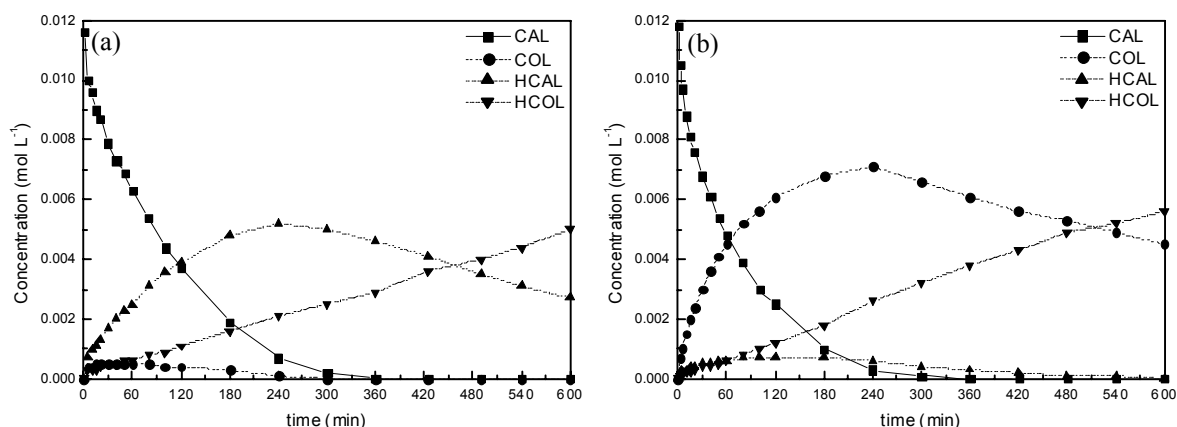 (a)
CAL
COL
HCAL
HCOL
Concentration (mol L⁻¹)
0.012
0.010
0.008
0.006
0.004
0.002
0.000
0 60 120 180 240 300 360 420 480 540 600
time (min)
(b)
CAL
COL
HCAL
HCOL
Concentration (mol L⁻¹)
0.012
0.010
0.008
0.006
0.004
0.002
0.000
0 60 120 180 240 300 360 420 480 540 600
time (min)